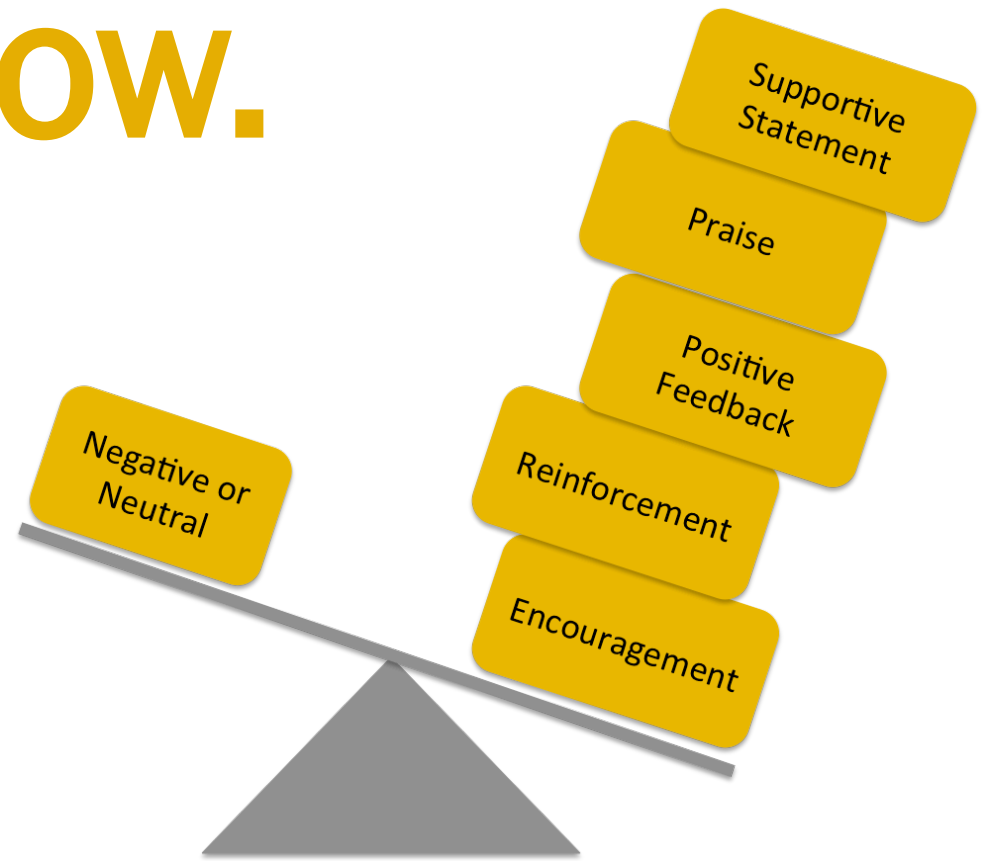 OW.
Supportive
Statement
Praise
Positive
Feedback
Reinforcement
Encouragement
Negative or
Neutral